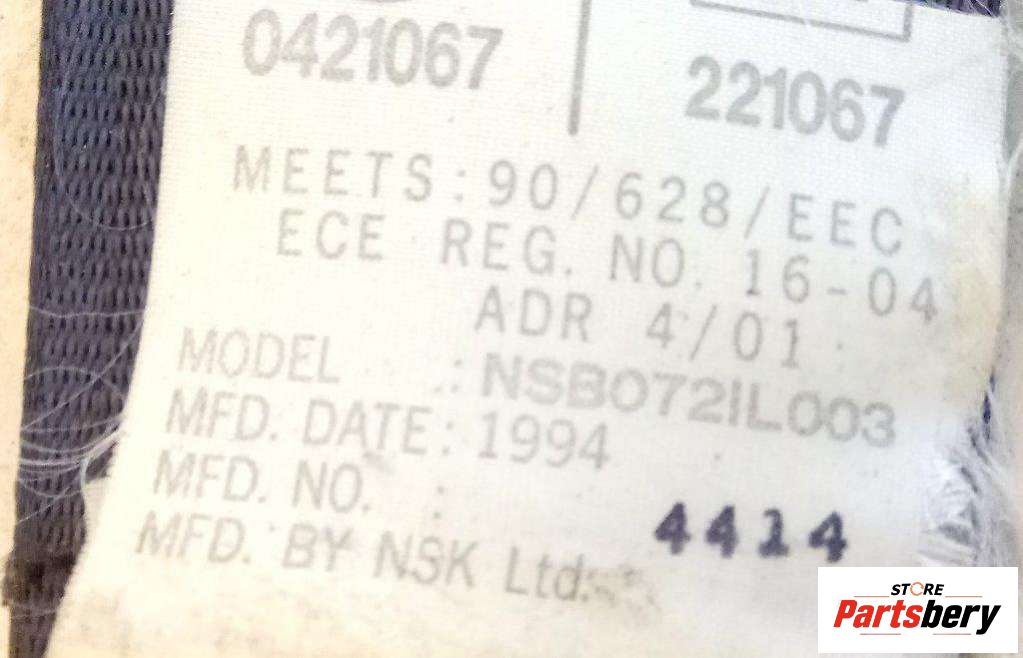 0421067
221067
MEETS: 90/628/EEC
ECE REG. NO. 16-04
ADR 4/01
MODEL : NSB072IL003
MFD. DATE: 1994
MFD. NO. : 4414
MFD. BY NSK Ltd.
STORE
Partsbery